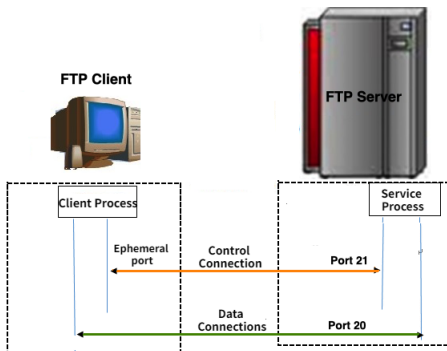 FTP Client
FTP Server
Client Process
Service
Process
Ephemeral
port
Control
Connection
Port 21
Data
Connections
Port 20